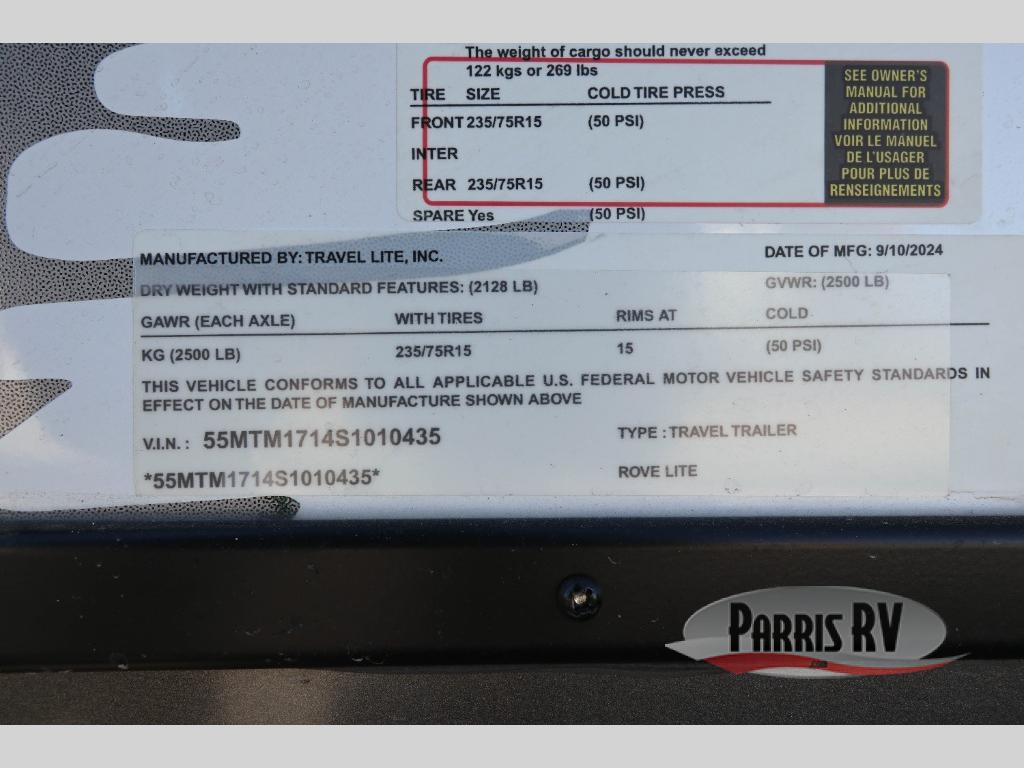 The weight of cargo should never exceed
122 kgs or 269 lbs
TIRE SIZE COLD TIRE PRESS
FRONT 235/75R15 (50 PSI)
INTER
REAR 235/75R15 (50 PSI)
SPARE Yes (50 PSI)
SEE OWNER'S
MANUAL FOR
ADDITIONAL
INFORMATION
VOIR LE MANUEL
DE L'USAGER
POUR PLUS DE
RENSEIGNEMENTS
MANUFACTURED BY: TRAVEL LITE, INC. DATE OF MFG: 9/10/2024
DRY WEIGHT WITH STANDARD FEATURES: (2128 LB) GVWR: (2500 LB)
GAWR (EACH AXLE) WITH TIRES RIMS AT COLD
KG (2500 LB) 235/75R15 15 (50 PSI)
THIS VEHICLE CONFORMS TO ALL APPLICABLE U.S. FEDERAL MOTOR VEHICLE SAFETY STANDARDS IN
EFFECT ON THE DATE OF MANUFACTURE SHOWN ABOVE
V.I.N.: 55MTM1714S1010435 TYPE : TRAVEL TRAILER
*55MTM1714S1010435* ROVE LITE
PARRIS RV